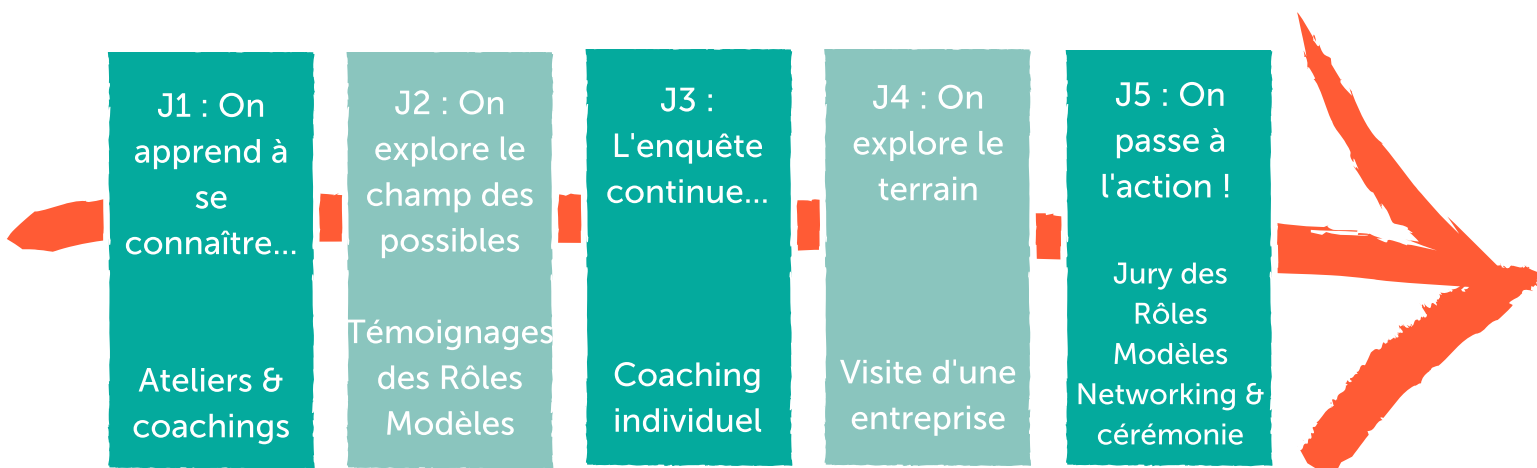 J1 : On
apprend à
se
connaître...
Ateliers &
coachings
J2 : On
explore le
champ des
possibles
Témoignages
des Rôles
Modèles
J3 :
L'enquête
continue...
Coaching
individuel
J4 : On
explore le
terrain
Visite d'une
entreprise
J5 : On
passe à
l'action !
Jury des
Rôles
Modèles
Networking &
cérémonie